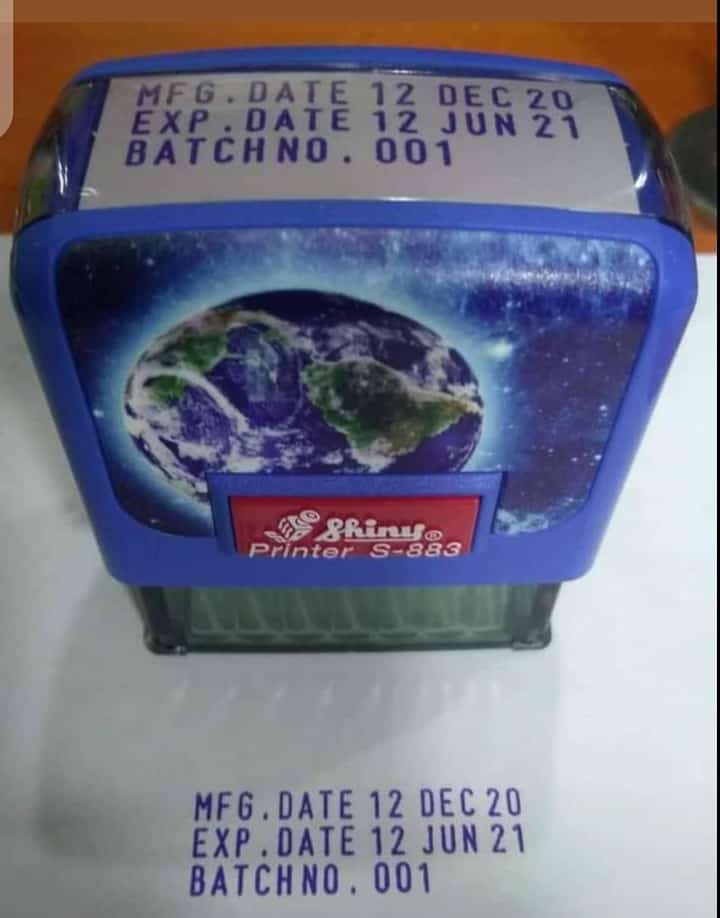 MFG.DATE 12 DEC 20
EXP.DATE 12 JUN 21
BATCHNO. 001
Shiny®
Printer S-883
MFG.DATE 12 DEC 20
EXP.DATE 12 JUN 21
BATCHNO. 001